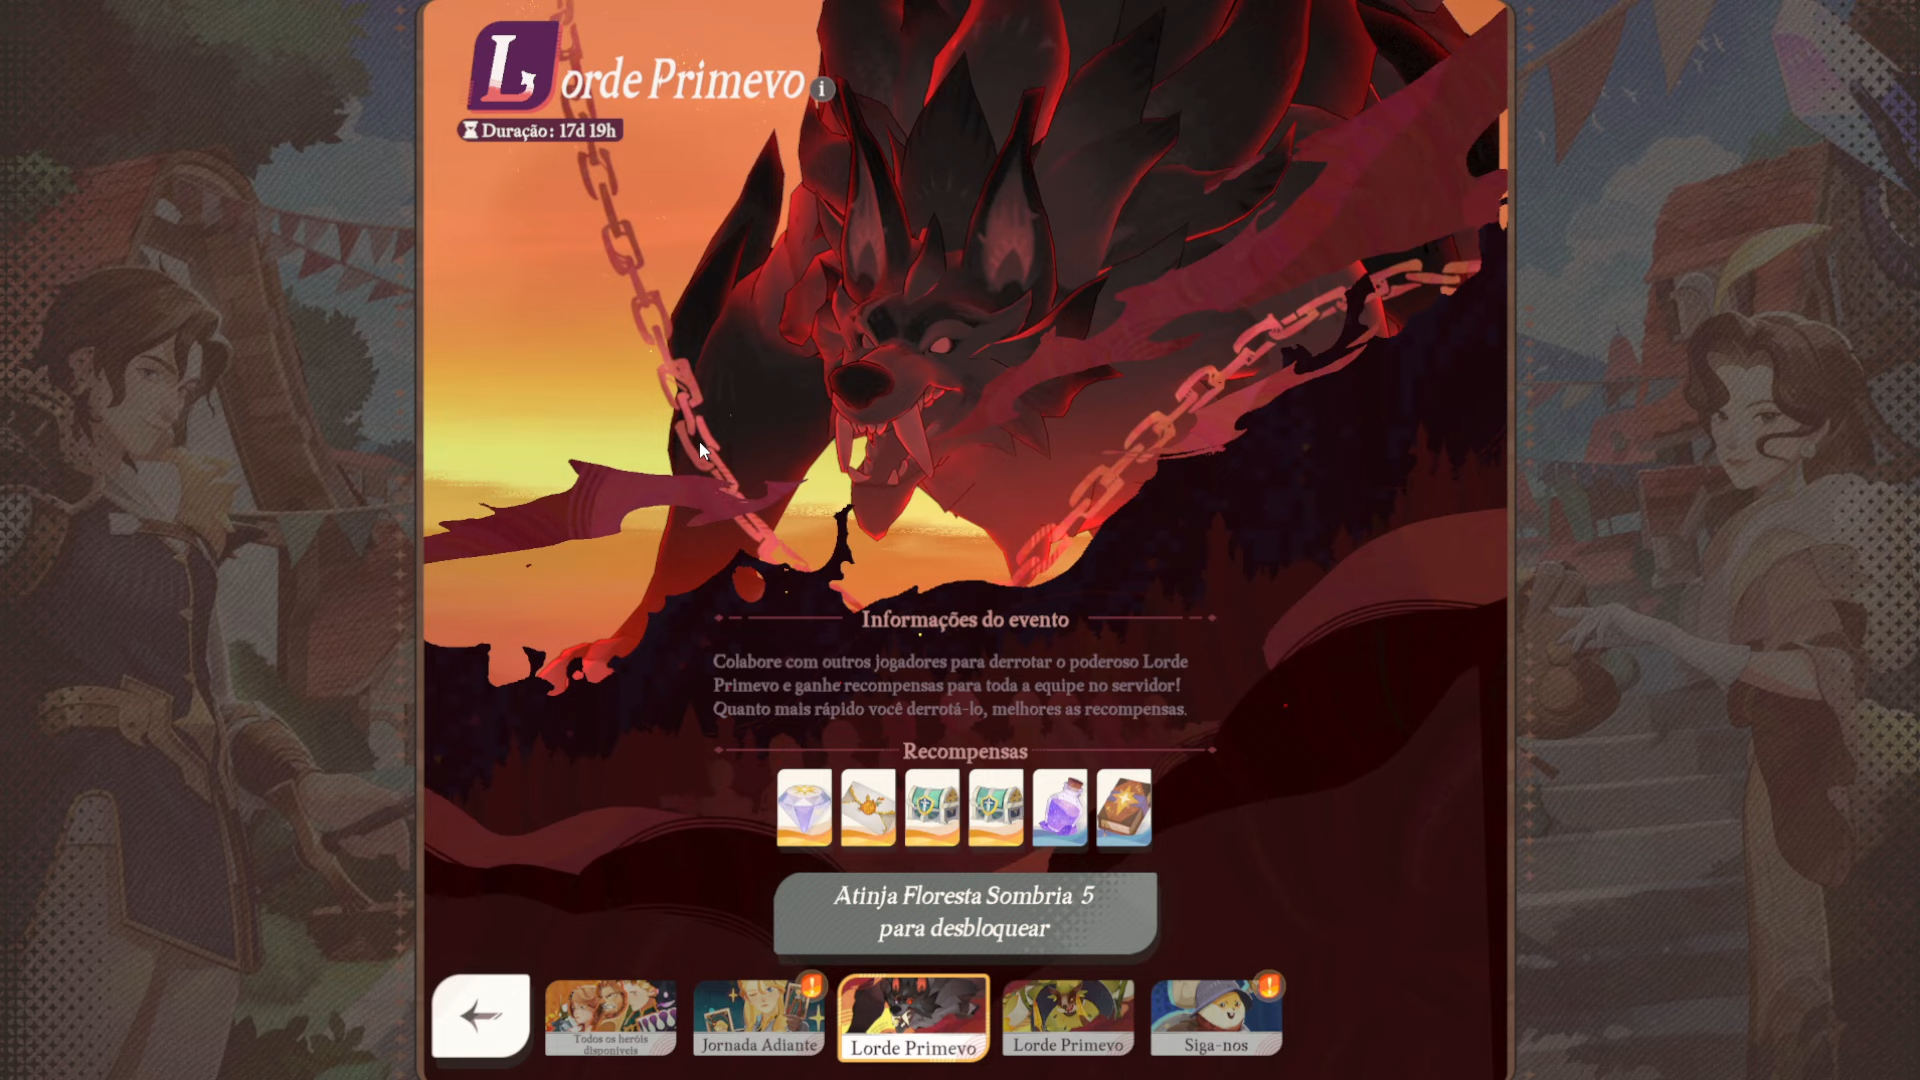 Lorde Primevo
Duração: 17d 19h
Informações do evento
Colabore com outros jogadores para derrotar o poderoso Lorde
Primevo e ganhe recompensas para toda a equipe no servidor!
Quanto mais rápido você derrotá-lo, melhores as recompensas.
Recompensas
Atinja Floresta Sombria 5
para desbloquear
Todos os heróis
disponíveis
Jornada Adiante
Lorde Primevo
Lorde Primevo
Siga-nos